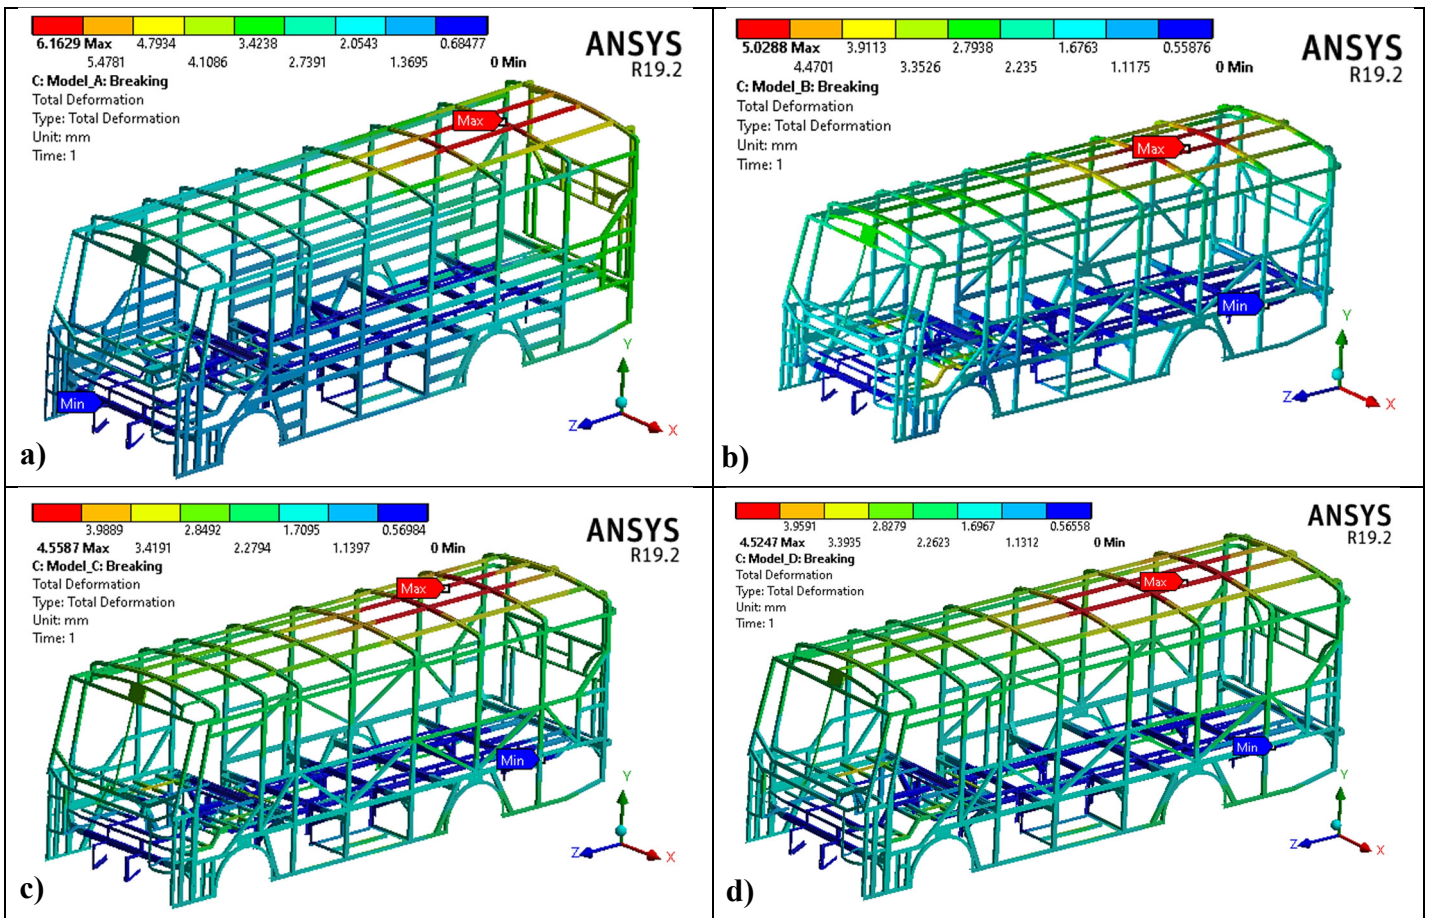 6.1629 Max 4.7934 3.4238 2.0543 0.68477
5.4781 4.1086 2.7391 1.3695 0 Min
ANSYS
R19.2
C: Model_A: Breaking
Total Deformation
Type: Total Deformation
Unit: mm
Time: 1
Max
Min
Y
Z
X
a)
5.0288 Max 3.9113 2.7938 1.6763 0.55876
4.4701 3.3526 2.235 1.1175 0 Min
ANSYS
R19.2
C: Model_B: Breaking
Total Deformation
Type: Total Deformation
Unit: mm
Time: 1
Max
Min
Y
Z
X
b)
3.9889 2.8492 1.7095 0.56984
4.5587 Max 3.4191 2.2794 1.1397 0 Min
ANSYS
R19.2
C: Model_C: Breaking
Total Deformation
Type: Total Deformation
Unit: mm
Time: 1
Max
Min
Y
Z
X
c)
3.9591 2.8279 1.6967 0.56558
4.5247 Max 3.3935 2.2623 1.1312 0 Min
ANSYS
R19.2
C: Model_D: Breaking
Total Deformation
Type: Total Deformation
Unit: mm
Time: 1
Max
Min
Y
Z
X
d)